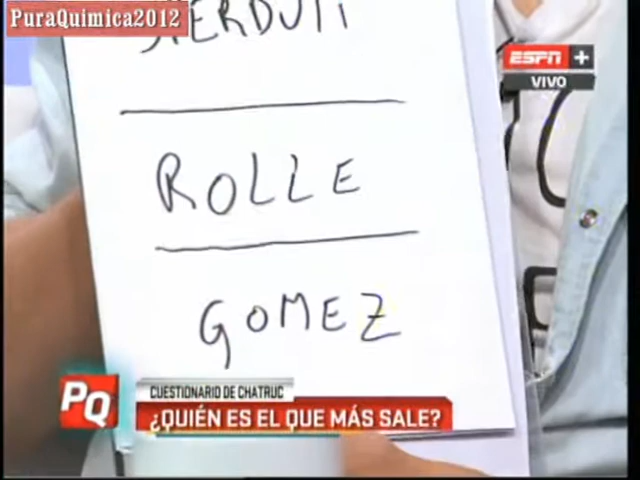 PuraQuimica2012
ESPN +
VIVO
ROLLE
GOMEZ
PQ
CUESTIONARIO DE CHATRUC
¿QUIÉN ES EL QUE MÁS SALE?